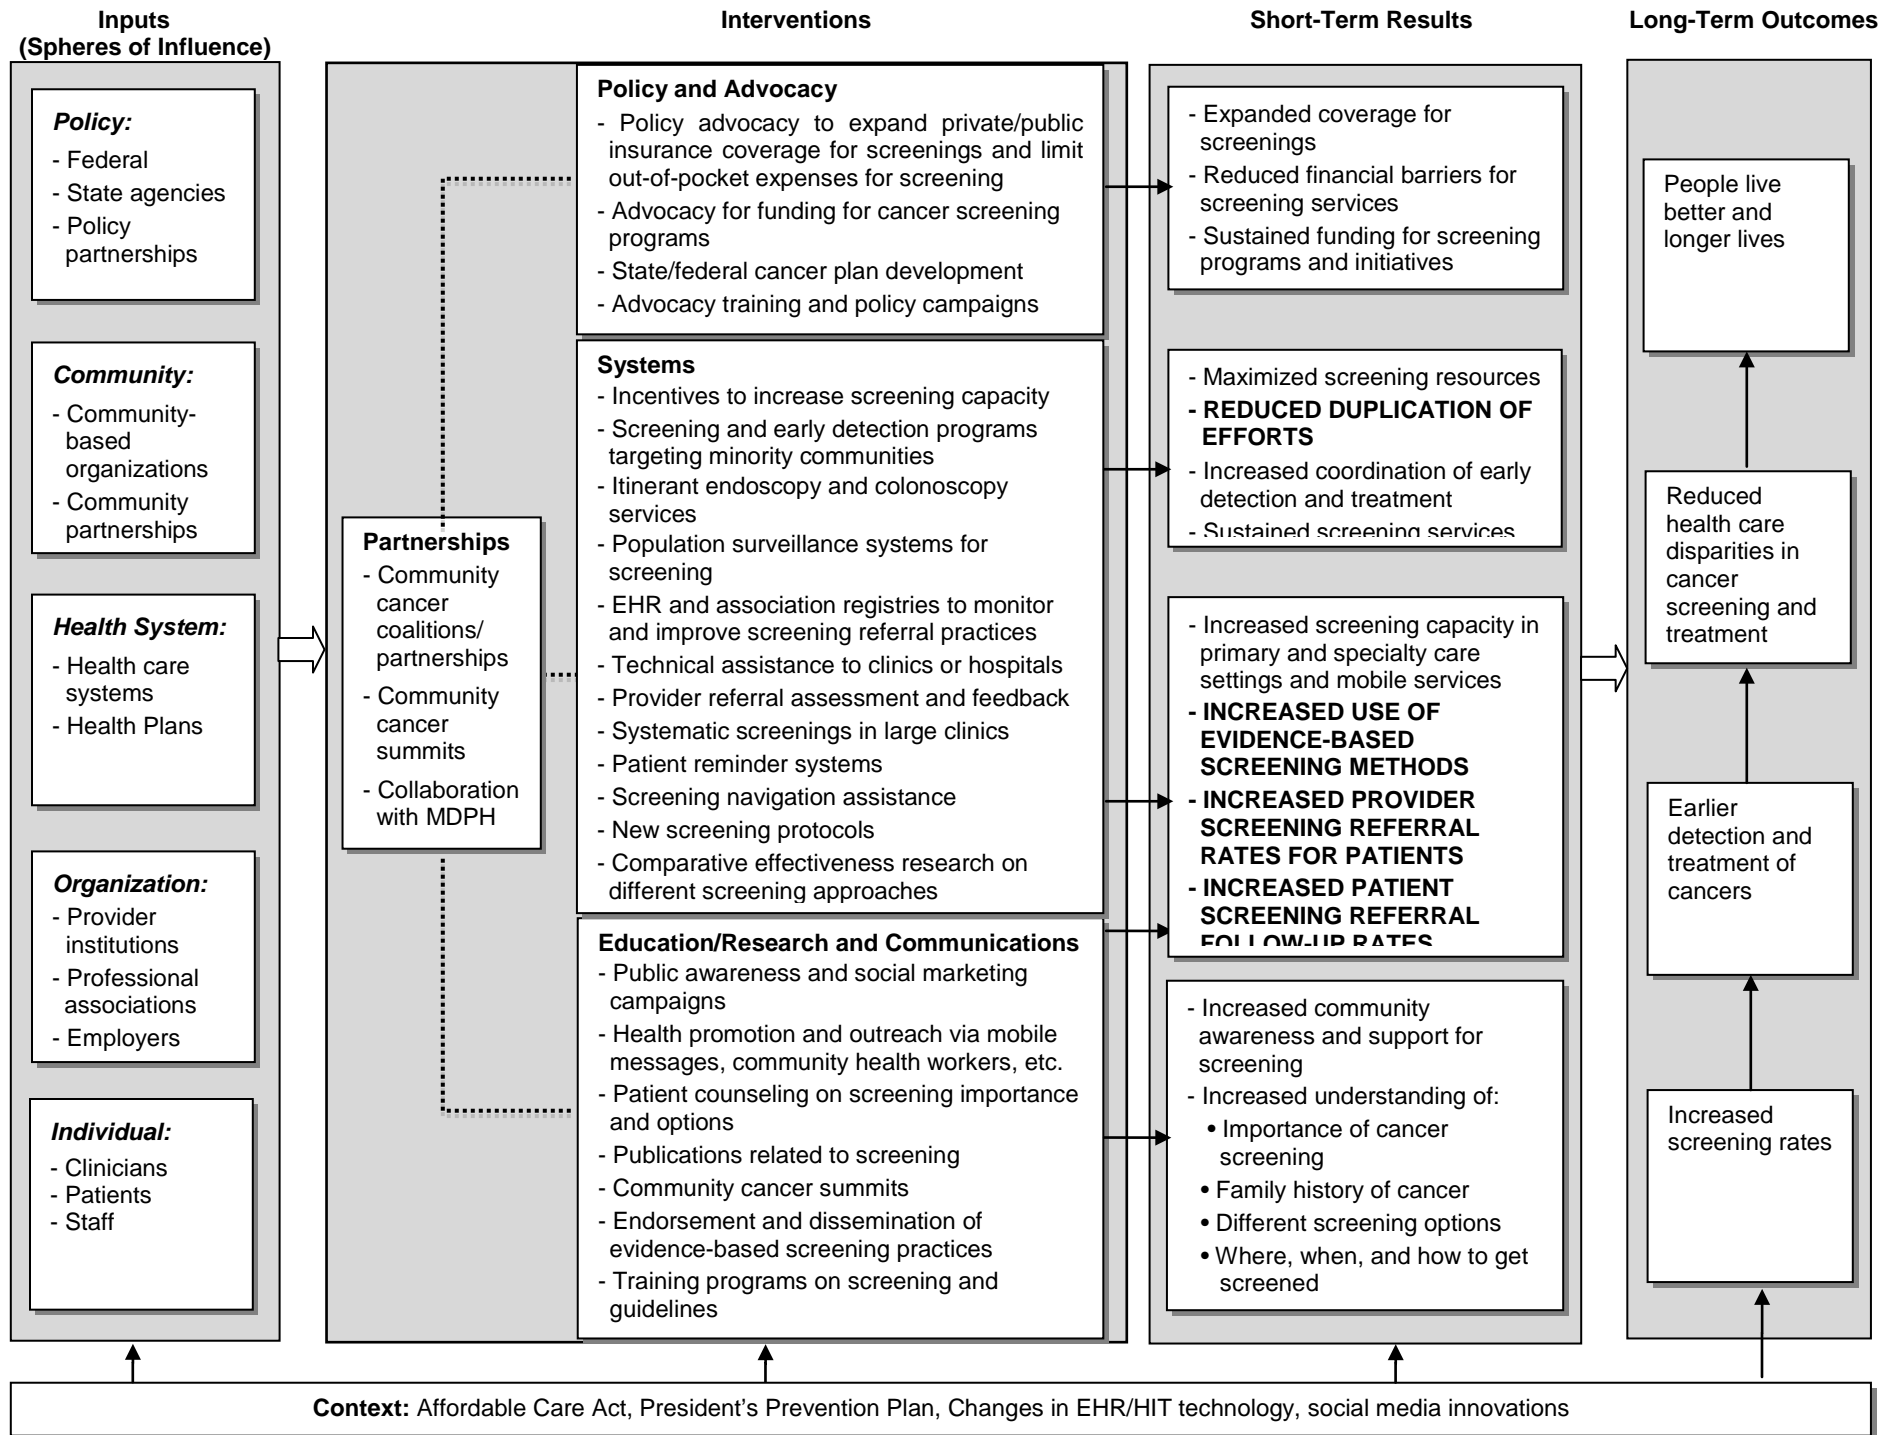 Inputs
(Spheres of Influence)
Interventions
Short-Term Results
Long-Term Outcomes
Policy:
- Federal
- State agencies
- Policy
partnerships
Community:
- Community-
based
organizations
- Community
partnerships
Health System:
- Health care
systems
- Health Plans
Organization:
- Provider
institutions
- Professional
associations
- Employers
Individual:
- Clinicians
- Patients
- Staff
Partnerships
- Community
cancer
coalitions/
partnerships
- Community
cancer
summits
- Collaboration
with MDPH
Policy and Advocacy
- Policy advocacy to expand private/public
insurance coverage for screenings and limit
out-of-pocket expenses for screening
- Advocacy for funding for cancer screening
programs
- State/federal cancer plan development
- Advocacy training and policy campaigns
Systems
- Incentives to increase screening capacity
- Screening and early detection programs
targeting minority communities
- Itinerant endoscopy and colonoscopy
services
- Population surveillance systems for
screening
- EHR and association registries to monitor
and improve screening referral practices
- Technical assistance to clinics or hospitals
- Provider referral assessment and feedback
- Systematic screenings in large clinics
- Patient reminder systems
- Screening navigation assistance
- New screening protocols
- Comparative effectiveness research on
different screening approaches
Education/Research and Communications
- Public awareness and social marketing
campaigns
- Health promotion and outreach via mobile
messages, community health workers, etc.
- Patient counseling on screening importance
and options
- Publications related to screening
- Community cancer summits
- Endorsement and dissemination of
evidence-based screening practices
- Training programs on screening and
guidelines
- Expanded coverage for
screenings
- Reduced financial barriers for
screening services
- Sustained funding for screening
programs and initiatives
- Maximized screening resources
- REDUCED DUPLICATION OF
EFFORTS
- Increased coordination of early
detection and treatment
- Sustained screening services
- Increased screening capacity in
primary and specialty care
settings and mobile services
- INCREASED USE OF
EVIDENCE-BASED
SCREENING METHODS
- INCREASED PROVIDER
SCREENING REFERRAL
RATES FOR PATIENTS
- INCREASED PATIENT
SCREENING REFERRAL
FOLLOW-UP RATES
- Increased community
awareness and support for
screening
- Increased understanding of:
• Importance of cancer
screening
• Family history of cancer
• Different screening options
• Where, when, and how to get
screened
People live
better and
longer lives
Reduced
health care
disparities in
cancer
screening and
treatment
Earlier
detection and
treatment of
cancers
Increased
screening rates
Context: Affordable Care Act, President’s Prevention Plan, Changes in EHR/HIT technology, social media innovations